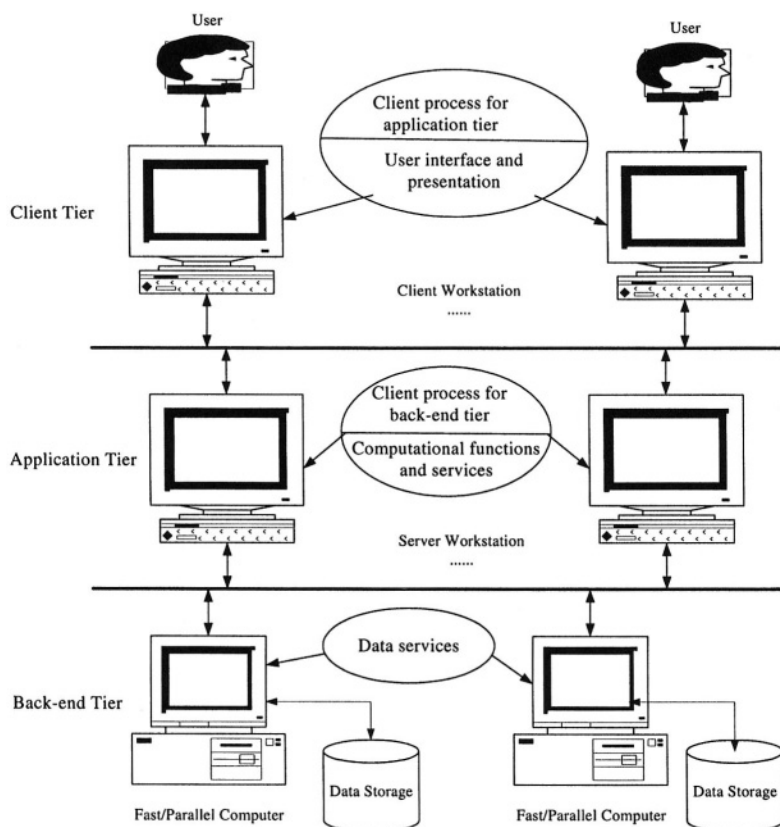 User
User
Client process for
application tier
User interface and
presentation
Client Tier
Client Workstation
......
Client process for
back-end tier
Computational functions
and services
Application Tier
Server Workstation
......
Data services
Back-end Tier
Data Storage
Data Storage
Fast/Parallel Computer
Fast/Parallel Computer